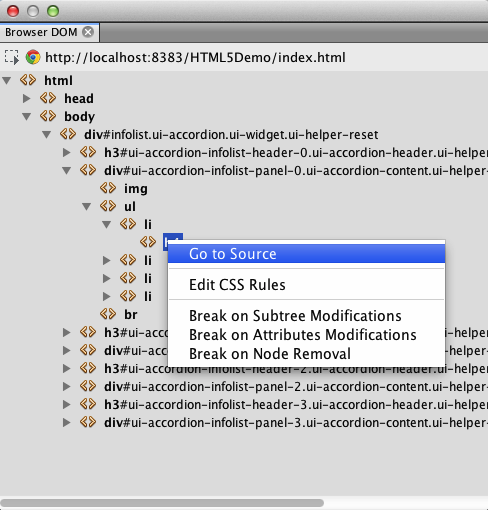 Browser DOM
http://localhost:8383/HTML5Demo/index.html
html
head
body
div#infolist.ui-accordion.ui-widget.ui-helper-reset
h3#ui-accordion-infolist-header-0.ui-accordion-header.ui-helper
div#ui-accordion-infolist-panel-0.ui-accordion-content.ui-helper
img
ul
li
Go to Source
li
Edit CSS Rules
li
li
br
Break on Subtree Modifications
h3#ui-
Break on Attributes Modifications
div#ui-
Break on Node Removal
h3#ui-accordion-infolist-header-2.ui-accordion-header.ui-helper
div#ui-accordion-infolist-panel-2.ui-accordion-content.ui-helper
h3#ui-accordion-infolist-header-3.ui-accordion-header.ui-helper
div#ui-accordion-infolist-panel-3.ui-accordion-content.ui-helper